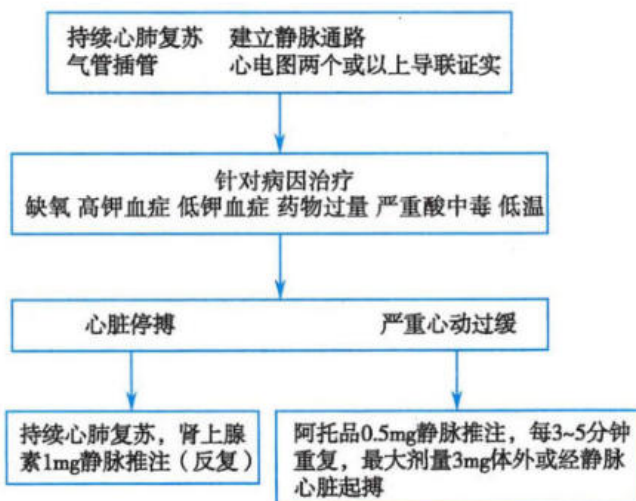 持续心肺复苏 建立静脉通路
气管插管 心电图两个或以上导联证实
针对病因治疗
缺氧 高钾血症 低钾血症 药物过量 严重酸中毒 低温
心脏停搏 严重心动过缓
持续心肺复苏，肾上腺
素1mg静脉推注（反复）
阿托品0.5mg静脉推注，每3~5分钟
重复，最大剂量3mg体外或经静脉
心脏起搏